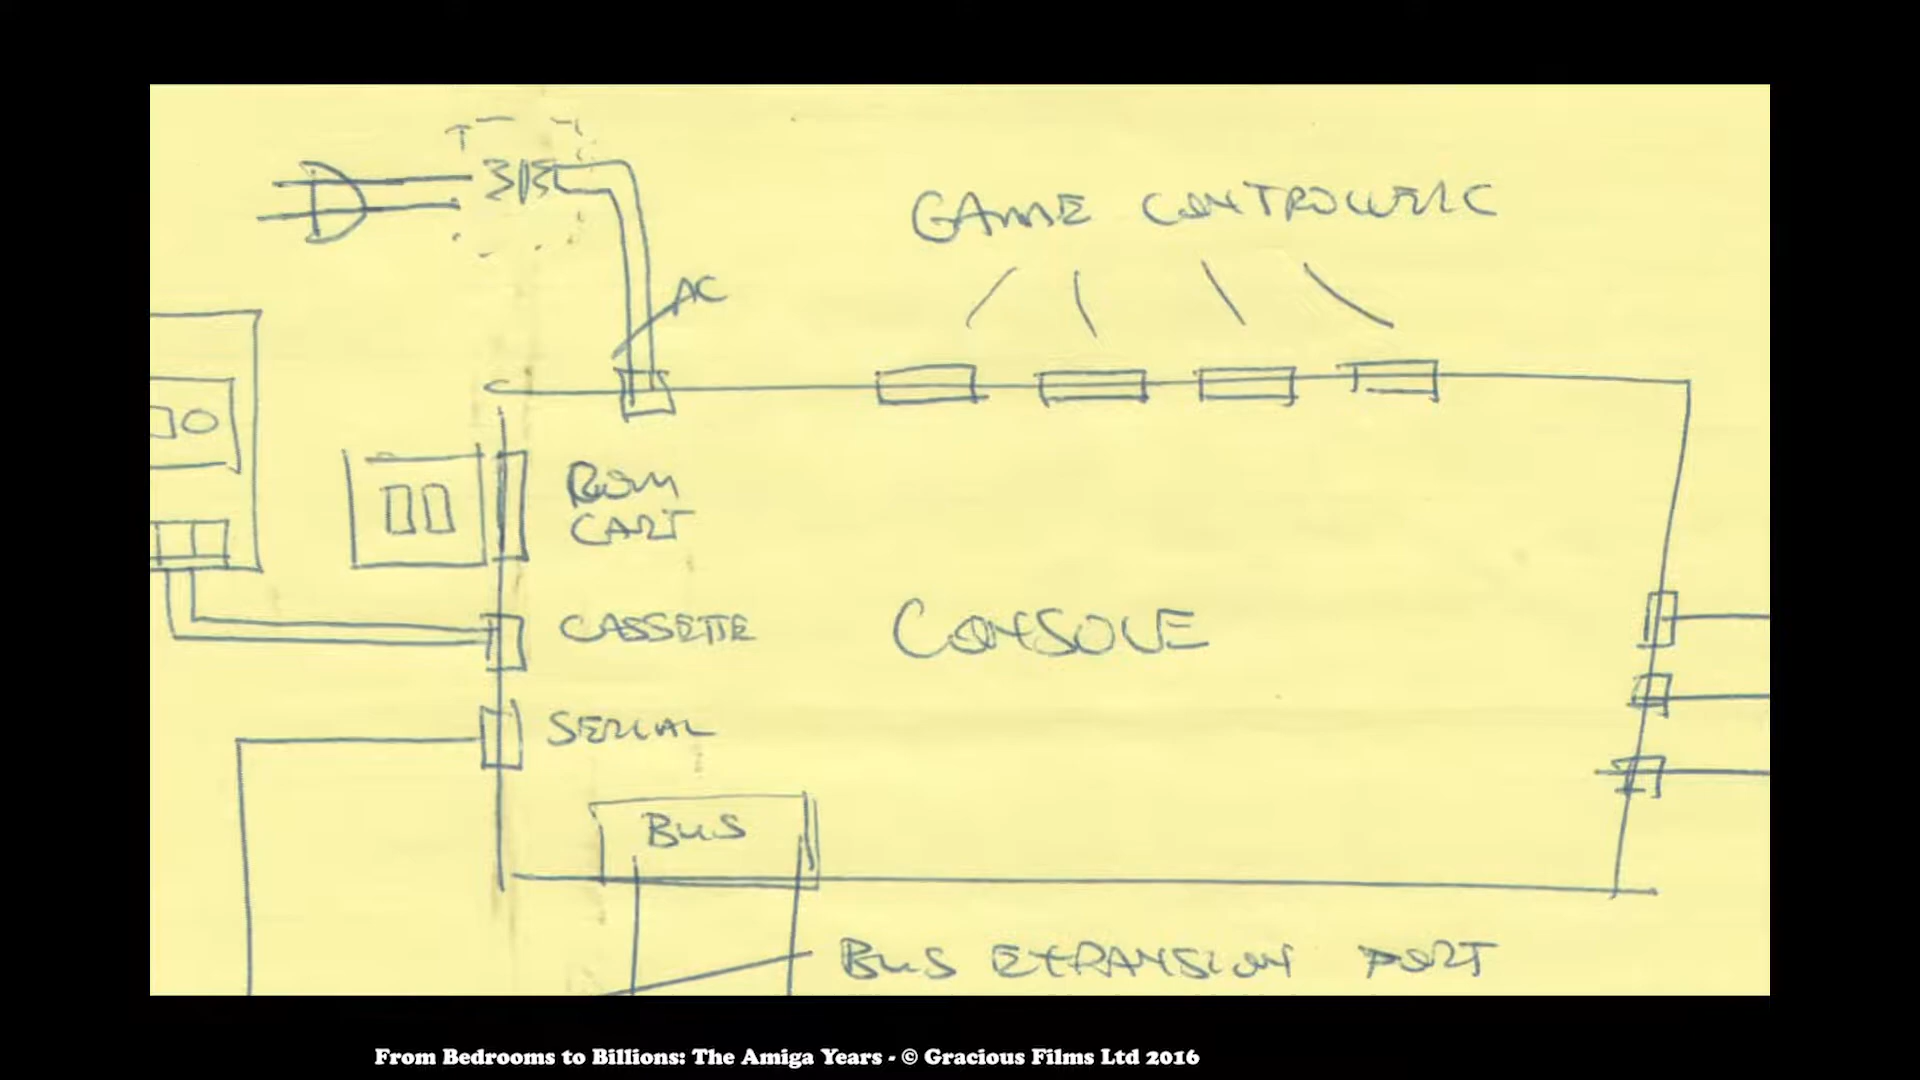 GAME CONTROLLERS
AC
ROM
CART
CASSETTE
CONSOLE
SERIAL
BUS
BUS EXPANSION PORT
From Bedrooms to Billions: The Amiga Years - © Gracious Films Ltd 2016